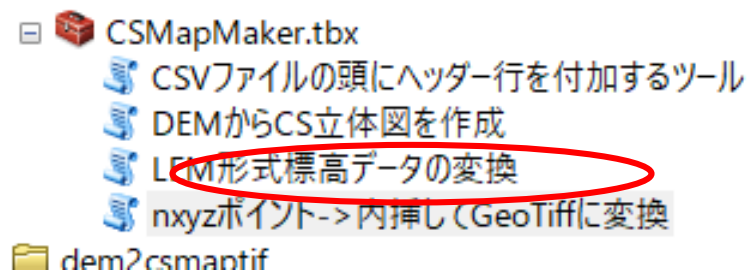 CSMapMaker.tbx
CSVファイルの頭にヘッダー行を付加するツール
DEMからCS立体図を作成
LEM形式標高データの変換
nxyzポイント->内挿してGeoTiffに変換
dem2csmaptif